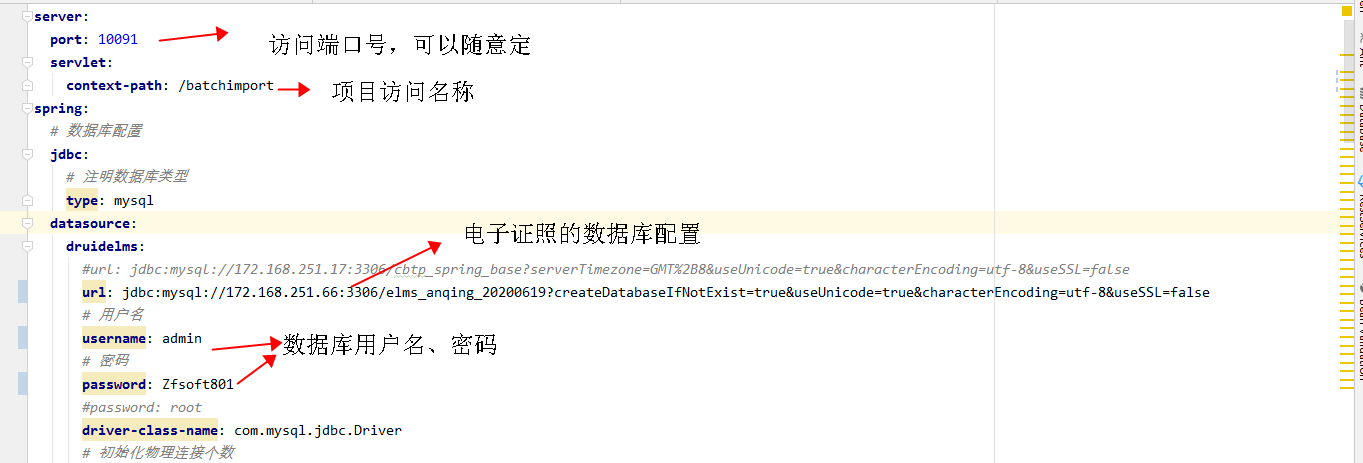 server:
port: 10091
访问端口号，可以随意定
servlet:
context-path: /batchimport
项目访问名称
spring:
# 数据库配置
jdbc:
# 注明数据库类型
type: mysql
datasource:
电子证照的数据库配置
druidelms:
#url: jdbc:mysql://172.168.251.17:3306/cbtp_spring_base?serverTimezone=GMT%2B8&useUnicode=true&characterEncoding=utf-8&useSSL=false
url: jdbc:mysql://172.168.251.66:3306/elms_anqing_20200619?createDatabaseIfNotExist=true&useUnicode=true&characterEncoding=utf-8&useSSL=false
# 用户名
username: admin
数据库用户名、密码
# 密码
password: Zfsoft801
#password: root
driver-class-name: com.mysql.jdbc.Driver
# 初始化物理连接个数
Database